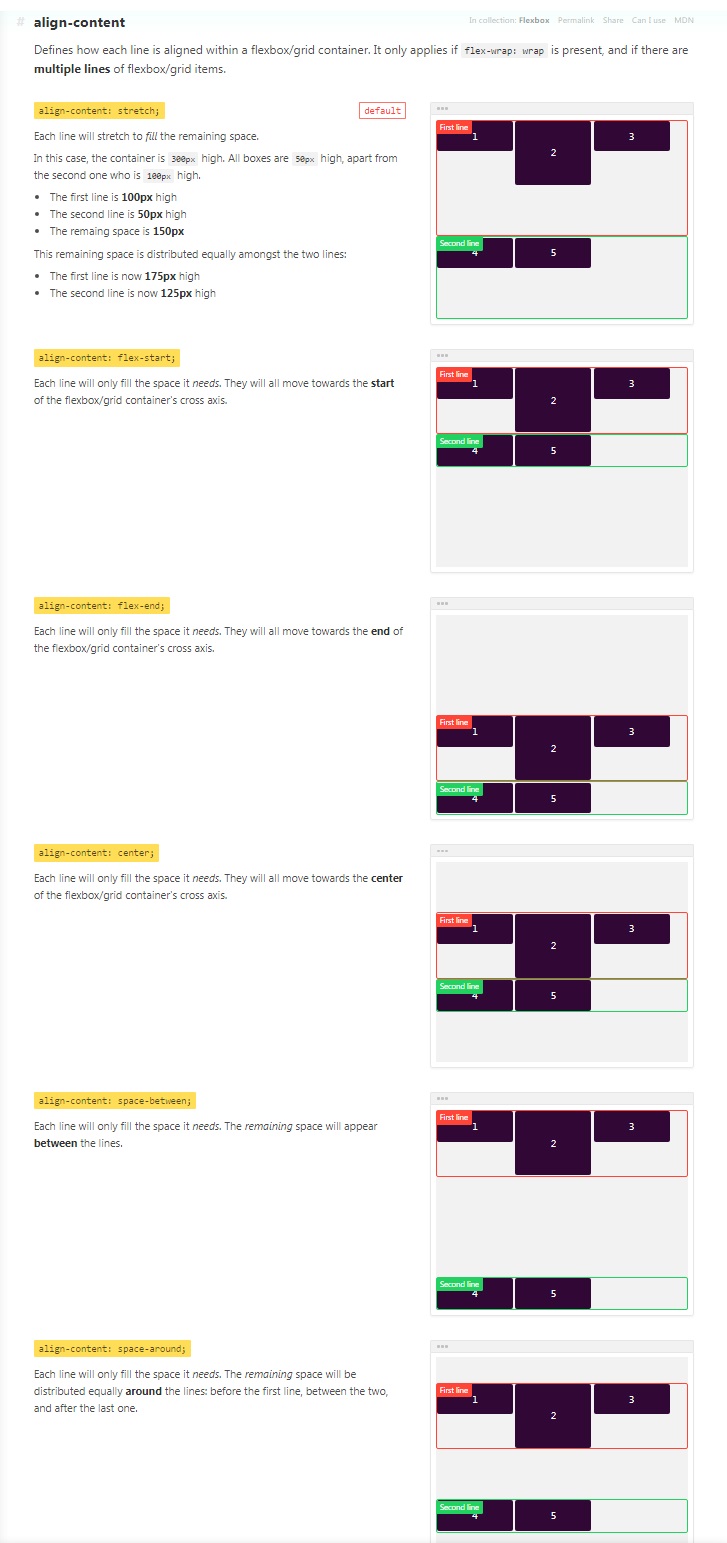 # align-content
In collection: Flexbox Permalink Share Can I use MDN
Defines how each line is aligned within a flexbox/grid container. It only applies if flex-wrap: wrap is present, and if there are
multiple lines of flexbox/grid items.
align-content: stretch;
default
Each line will stretch to fill the remaining space.
In this case, the container is 300px high. All boxes are 50px high, apart from
the second one who is 100px high.
• The first line is 100px high
• The second line is 50px high
• The remaing space is 150px
This remaining space is distributed equally amongst the two lines:
• The first line is now 175px high
• The second line is now 125px high
First line
1
2
3
Second line
4
5
align-content: flex-start;
Each line will only fill the space it needs. They will all move towards the start
of the flexbox/grid container's cross axis.
First line
1
2
3
Second line
4
5
align-content: flex-end;
Each line will only fill the space it needs. They will all move towards the end of
the flexbox/grid container's cross axis.
First line
1
2
3
Second line
4
5
align-content: center;
Each line will only fill the space it needs. They will all move towards the center
of the flexbox/grid container's cross axis.
First line
1
2
3
Second line
4
5
align-content: space-between;
Each line will only fill the space it needs. The remaining space will appear
between the lines.
First line
1
2
3
Second line
4
5
align-content: space-around;
Each line will only fill the space it needs. The remaining space will be
distributed equally around the lines: before the first line, between the two,
and after the last one.
First line
1
2
3
Second line
4
5